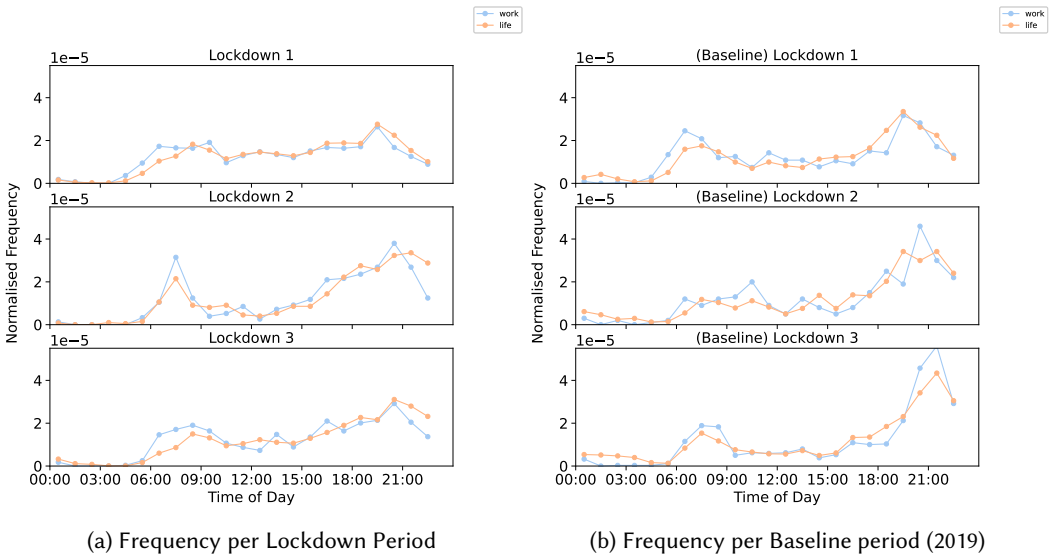 work
life
Lockdown 1
1e−5
4
2
0
Lockdown 2
1e−5
4
2
0
Lockdown 3
1e−5
4
2
0
00:00 03:00 06:00 09:00 12:00 15:00 18:00 21:00
Time of Day
Normalised Frequency
(a) Frequency per Lockdown Period
work
life
(Baseline) Lockdown 1
1e−5
4
2
0
(Baseline) Lockdown 2
1e−5
4
2
0
(Baseline) Lockdown 3
1e−5
4
2
0
00:00 03:00 06:00 09:00 12:00 15:00 18:00 21:00
Time of Day
Normalised Frequency
(b) Frequency per Baseline period (2019)